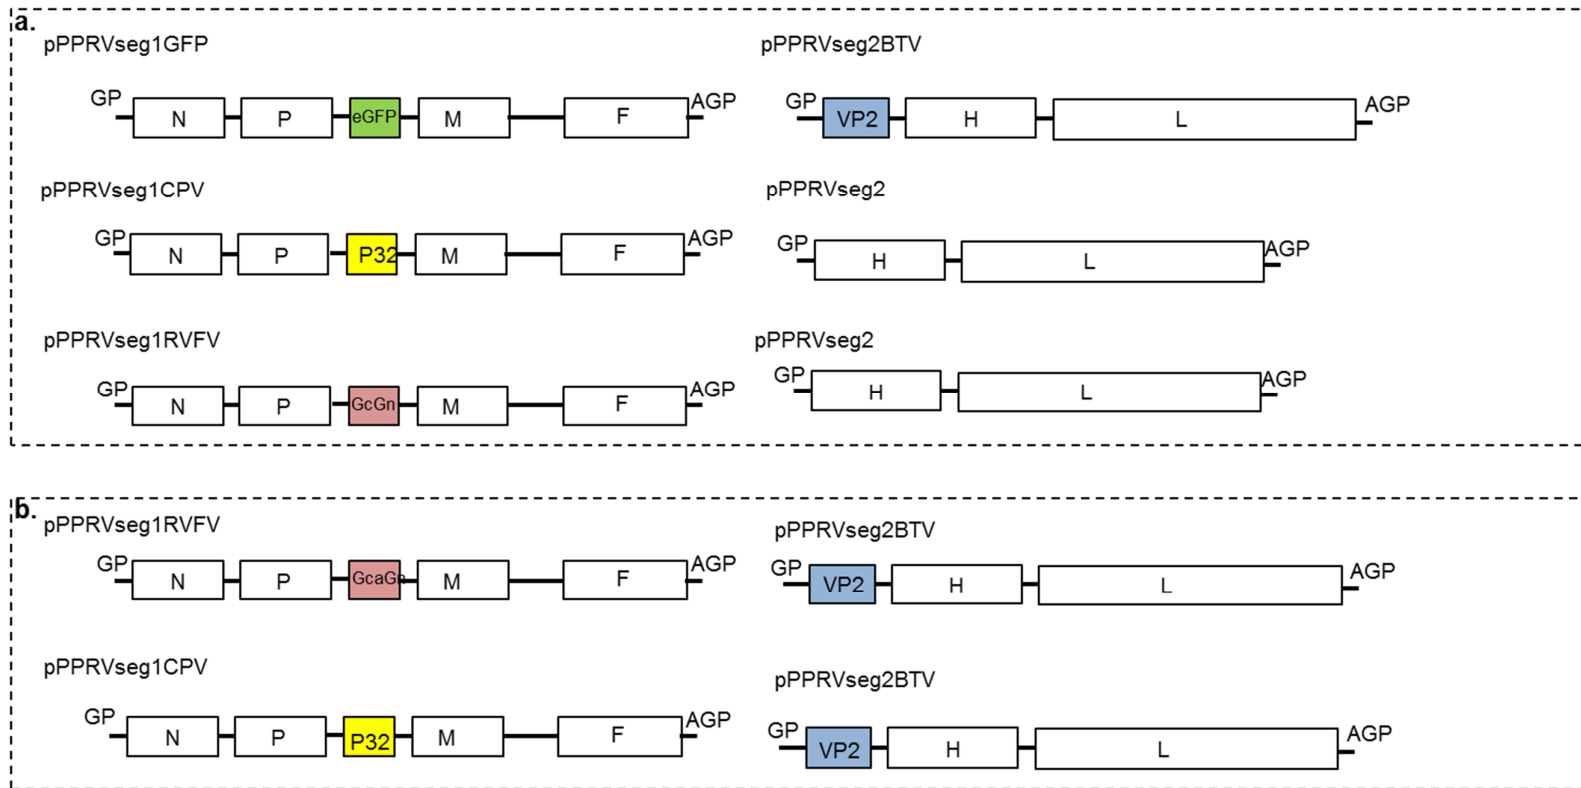 a.
pPPRVseg1GFP
pPPRVseg2BTV
GP N P eGFP M F AGP
GP VP2 H L AGP
pPPRVseg1CPV
pPPRVseg2
GP N P P32 M F AGP
GP H L AGP
pPPRVseg1RVFV
pPPRVseg2
GP N P GcGn M F AGP
GP H L AGP
b.
pPPRVseg1RVFV
pPPRVseg2BTV
GP N P GcaGn M F AGP
GP VP2 H L AGP
pPPRVseg1CPV
pPPRVseg2BTV
GP N P P32 M F AGP
GP VP2 H L AGP